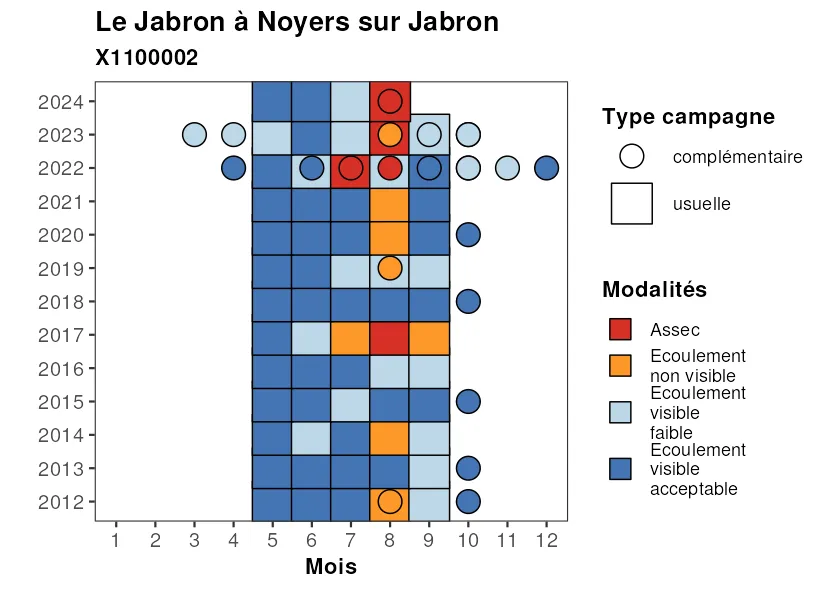 Le Jabron à Noyers sur Jabron
X1100002
2024
2023
2022
2021
2020
2019
2018
2017
2016
2015
2014
2013
2012
1 2 3 4 5 6 7 8 9 10 11 12
Mois
Type campagne
complémentaire
usuelle
Modalités
Assec
Ecoulement
non visible
Ecoulement
visible
faible
Ecoulement
visible
acceptable